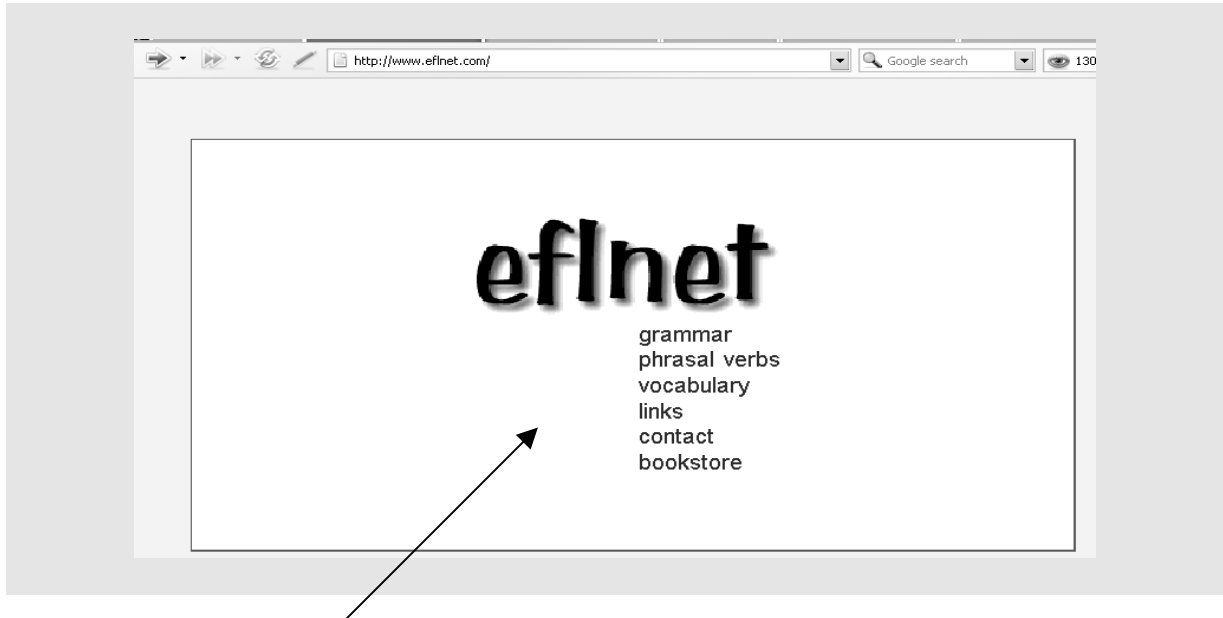 http://www.eflnet.com/ Google search 130
eflnet
grammar
phrasal verbs
vocabulary
links
contact
bookstore